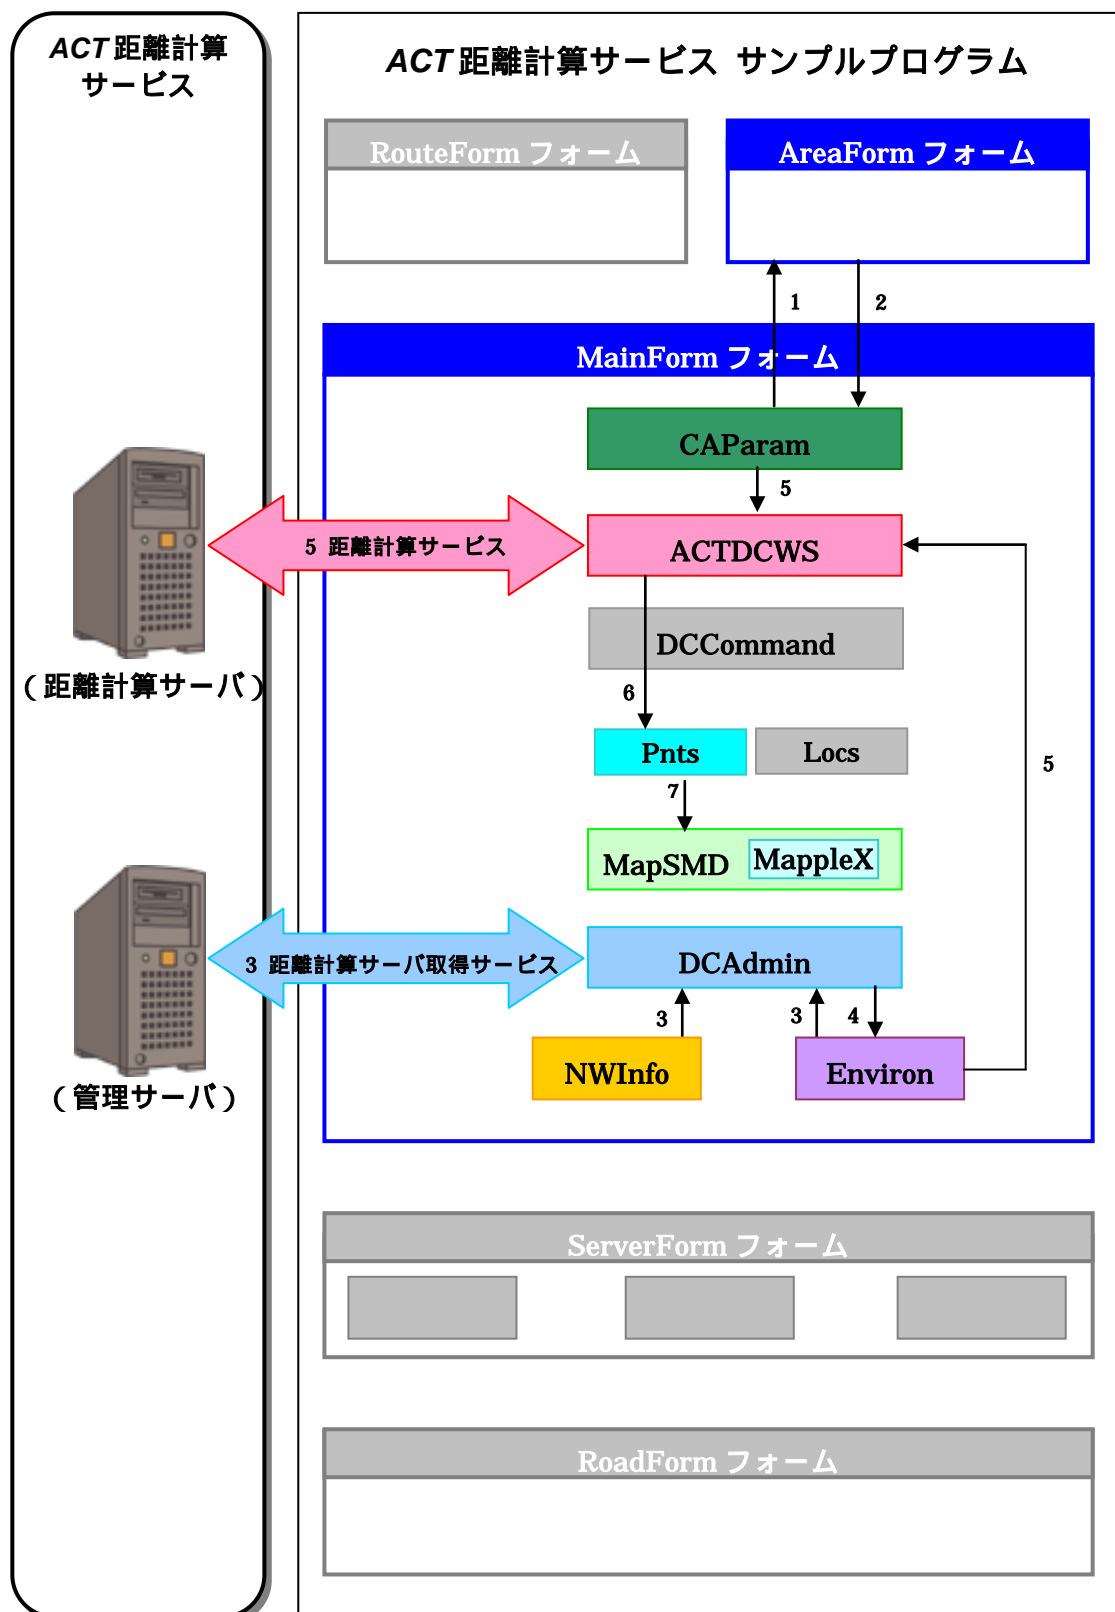 ACT 距離計算
サービス
ACT 距離計算サービス サンプルプログラム
RouteForm フォーム
AreaForm フォーム
1
2
MainForm フォーム
CAParam
5
5 距離計算サービス
ACTDCWS
DCCommand
(距離計算サーバ)
6
Pnts
Locs
5
7
MapSMD
MappleX
3 距離計算サーバ取得サービス
DCAdmin
3
3
4
NWInfo
Environ
(管理サーバ)
ServerForm フォーム
RoadForm フォーム